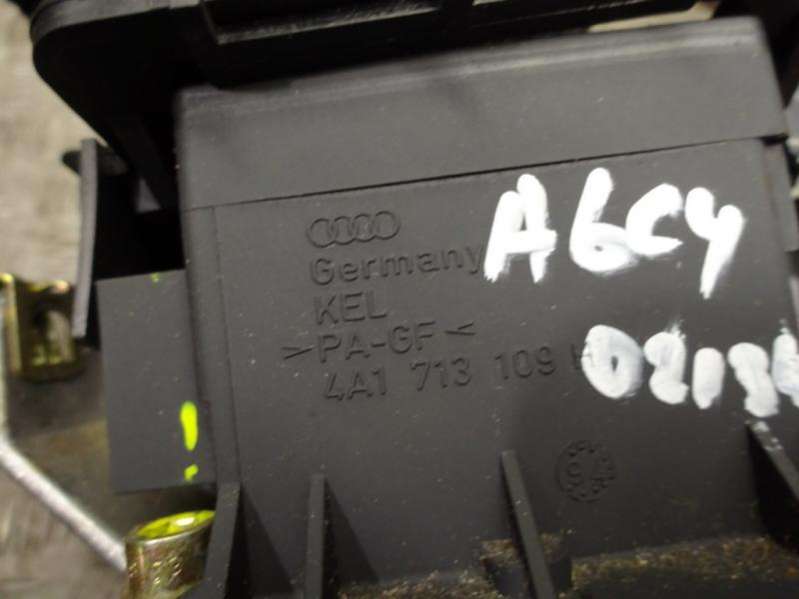 Germany
KEL
>PA-GF<
4A1 713 109
A6C4